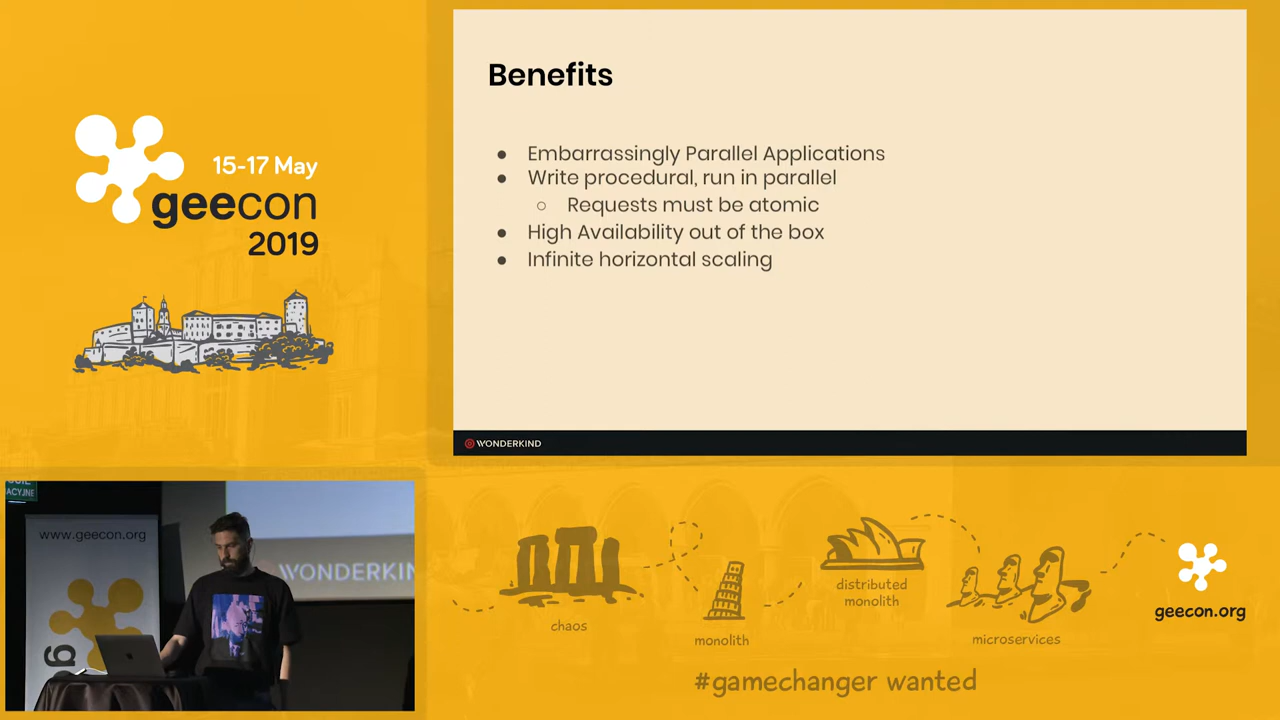 15-17 May
geecon
2019
Benefits
● Embarrassingly Parallel Applications
● Write procedural, run in parallel
○ Requests must be atomic
● High Availability out of the box
● Infinite horizontal scaling
WONDERKIND
ACYJNE
www.geecon.org
WONDERKIN
chaos
monolith
distributed
monolith
microservices
geecon.org
#gamechanger wanted